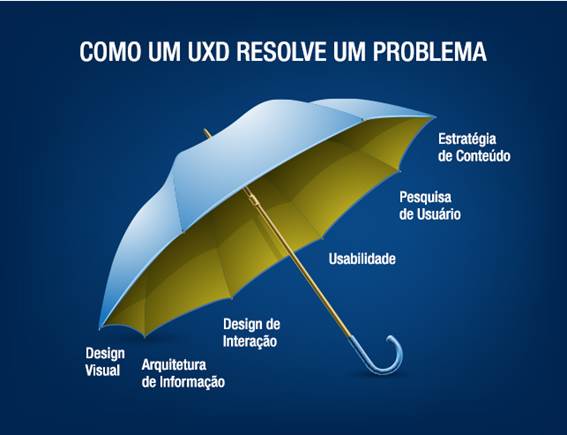 COMO UM UXD RESOLVE UM PROBLEMA
Estratégia
de Conteúdo
Pesquisa
de Usuário
Usabilidade
Design de
Interação
Design
Visual
Arquitetura
de Informação